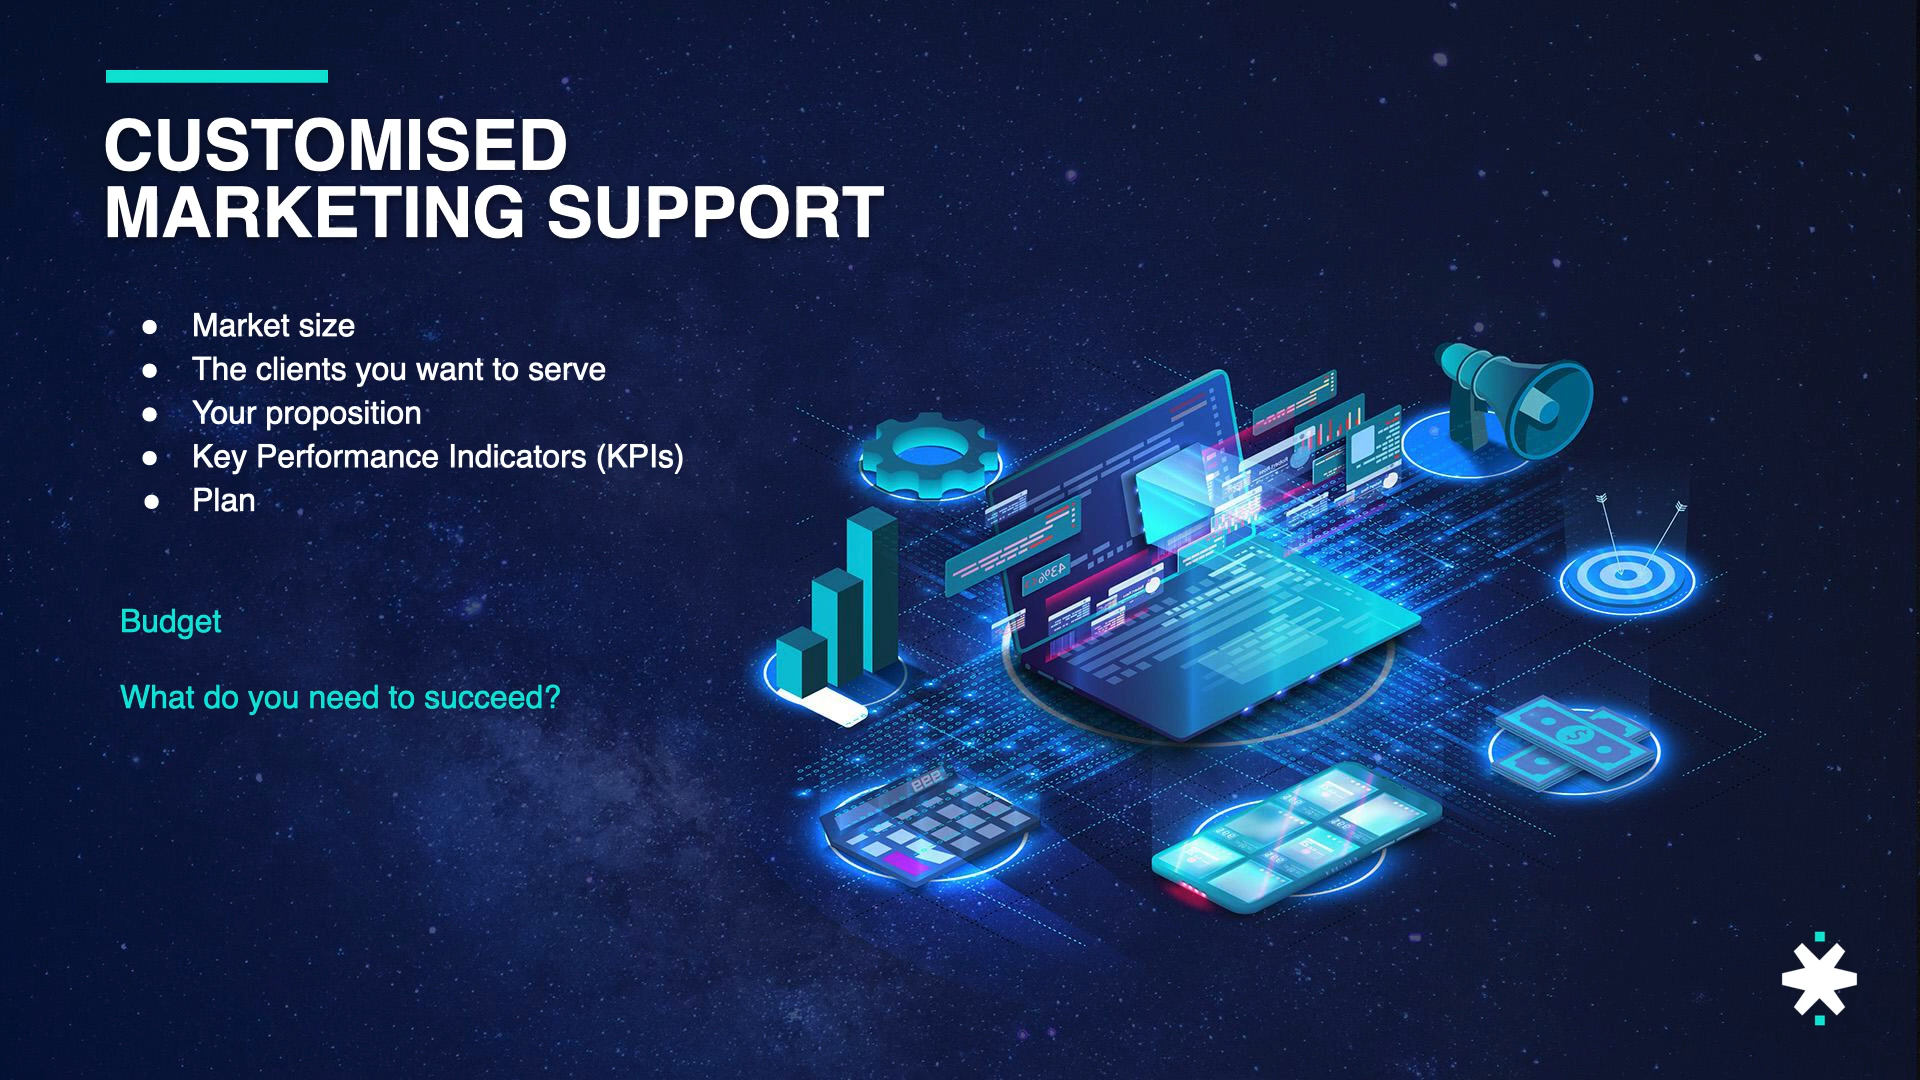 CUSTOMISED
MARKETING SUPPORT
● Market size
● The clients you want to serve
● Your proposition
● Key Performance Indicators (KPIs)
● Plan
Budget
What do you need to succeed?